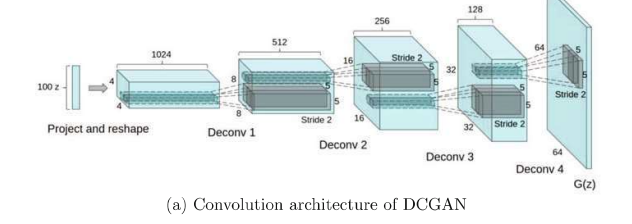 128
256
512
1024
Stride 2
64
5
5
16
5
5
32
8
5
5
4
100 z
4
8
Stride 2
16
32
Stride 2
5
5
Stride 2
64
Project and reshape
Deconv 1
Deconv 2
Deconv 3
Deconv 4
G(z)
(a) Convolution architecture of DCGAN